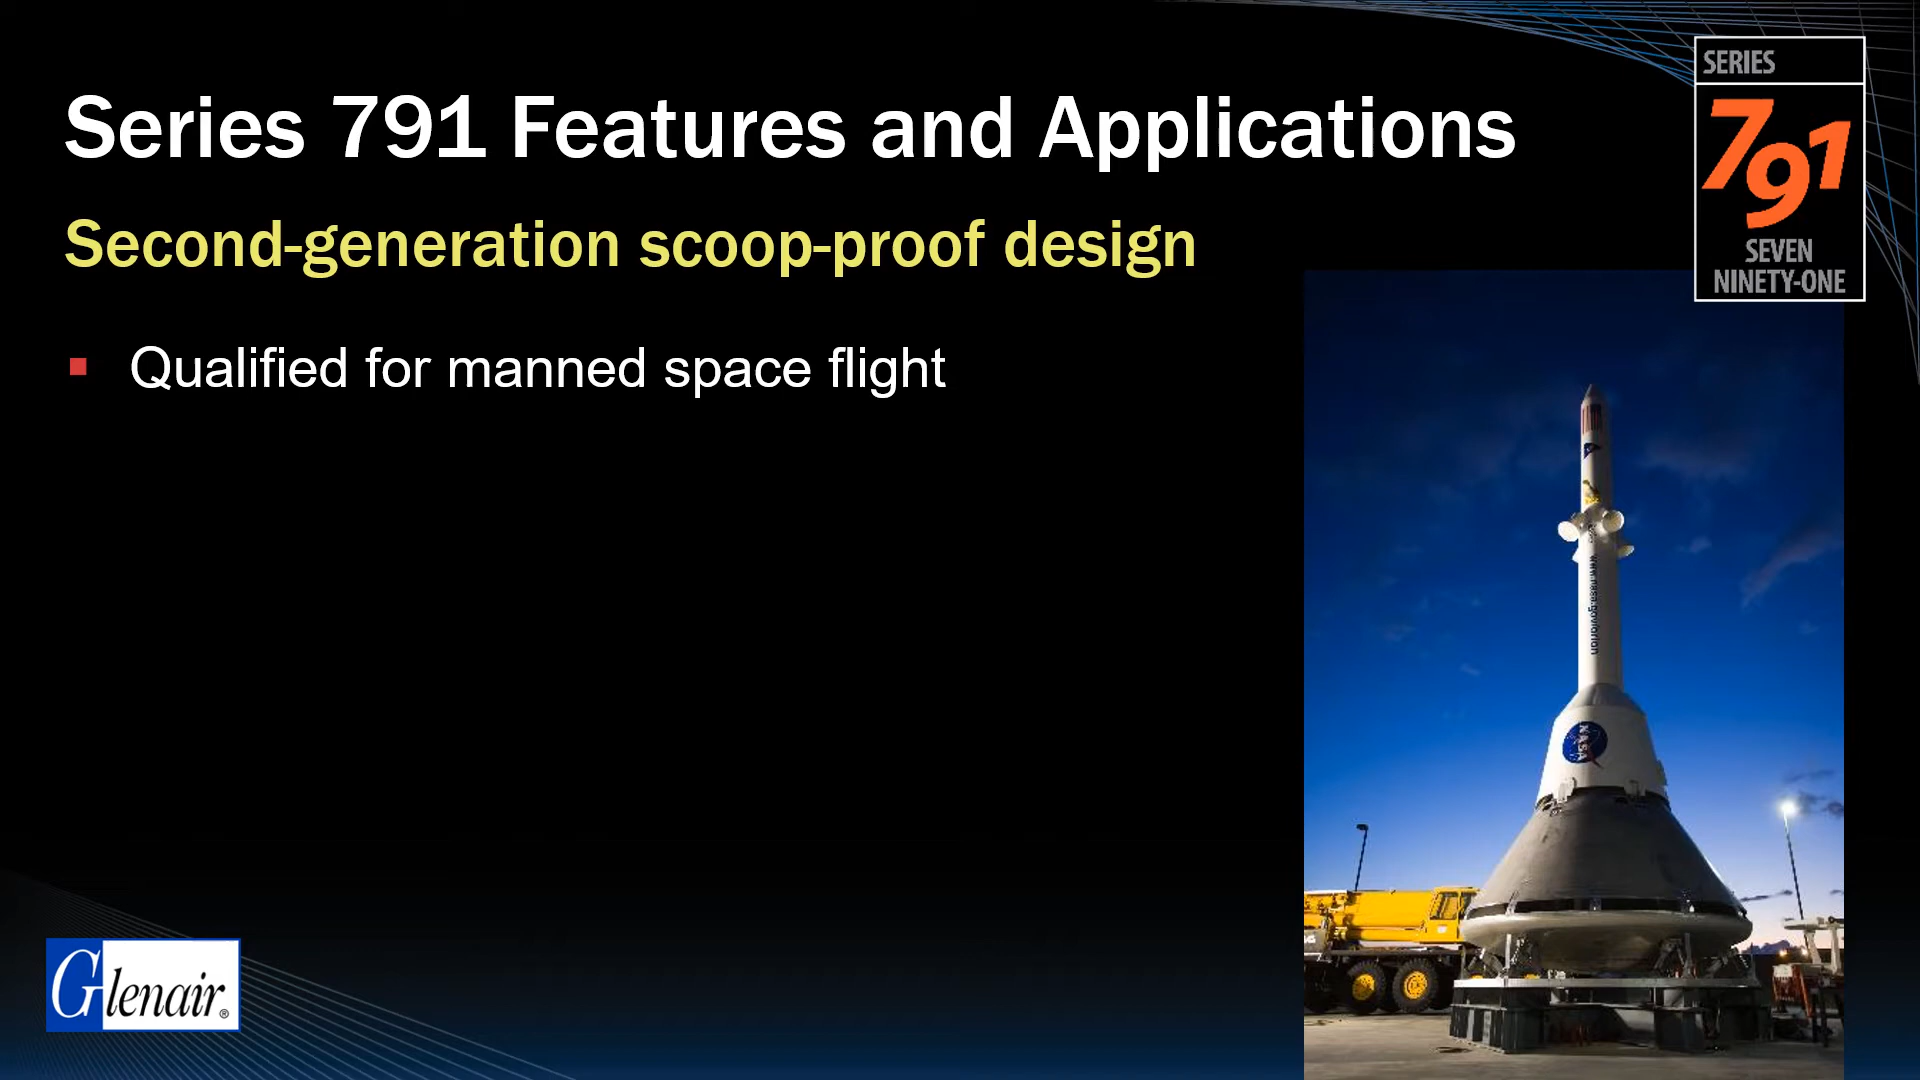 Series 791 Features and Applications
SERIES
791
SEVEN
NINETY-ONE
Second-generation scoop-proof design
Qualified for manned space flight
www.nasa.gov/orion
NASA
Glenair®